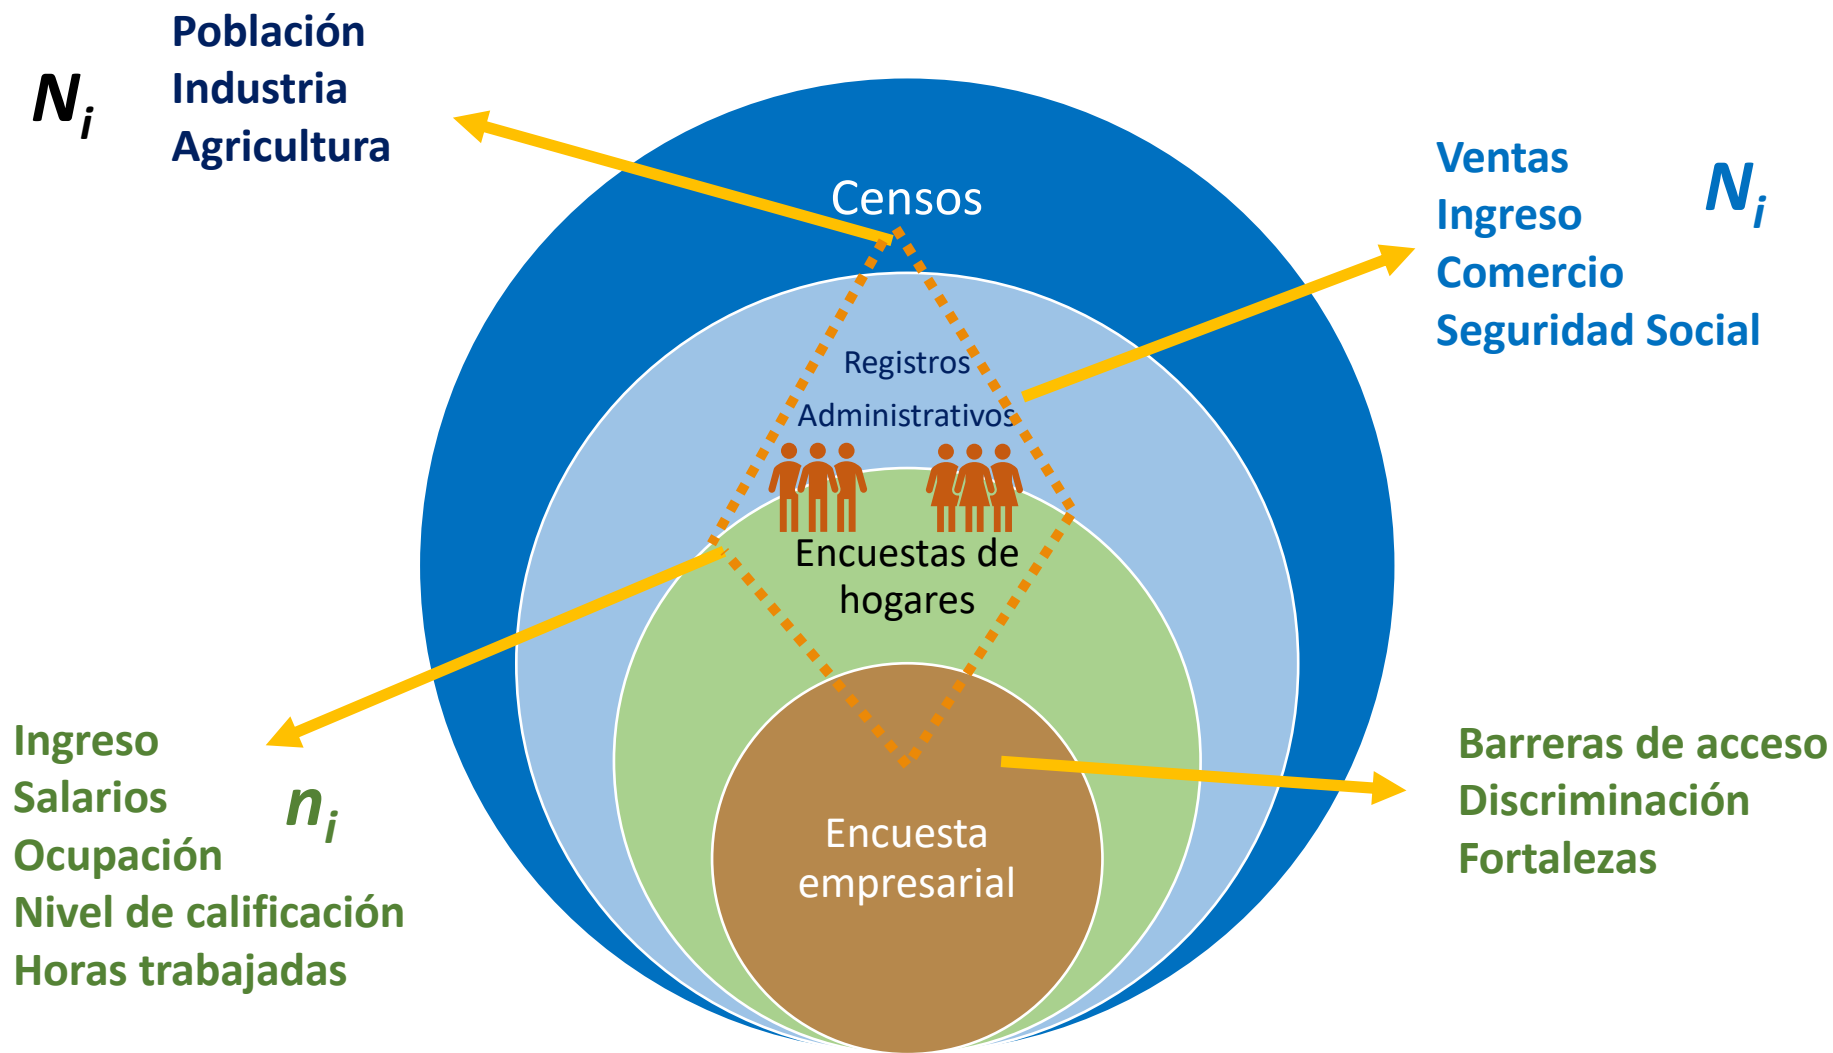 Población
Industria
Agricultura
N_i
Censos
Ventas
Ingreso
Comercio
Seguridad Social
N_i
Registros
Administrativos
Encuestas de
hogares
Ingreso
Salarios
Ocupación
Nivel de calificación
Horas trabajadas
n_i
Encuesta
empresarial
Barreras de acceso
Discriminación
Fortalezas